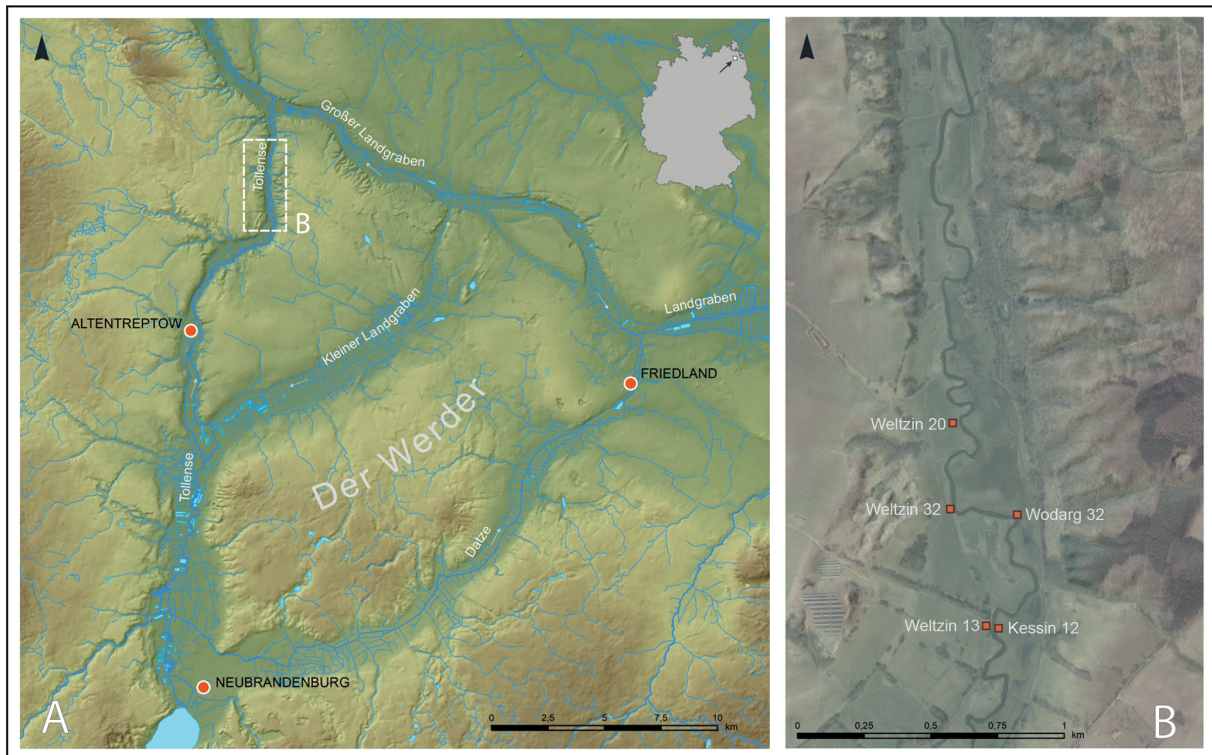 Großer Landgraben
Tollense
B
ALTENTREPTOW
Kleiner Landgraben
Landgraben
FRIEDLAND
Der Werder
Tollense
Datze
NEUBRANDENBURG
A
0 2,5 5 10
km
Weltzin 20
Weltzin 32
Wodarg 32
Weltzin 13
Kessin 12
0 0,25 0,5 0,75 1
km
B